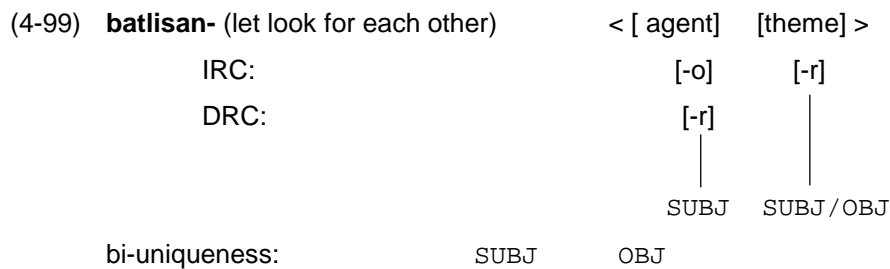 (4-99) batlisan- (let look for each other) < [ agent] [theme] >
IRC: [-o] [-r]
DRC: [-r]
SUBJ SUBJ/OBJ
bi-uniqueness: SUBJ OBJ